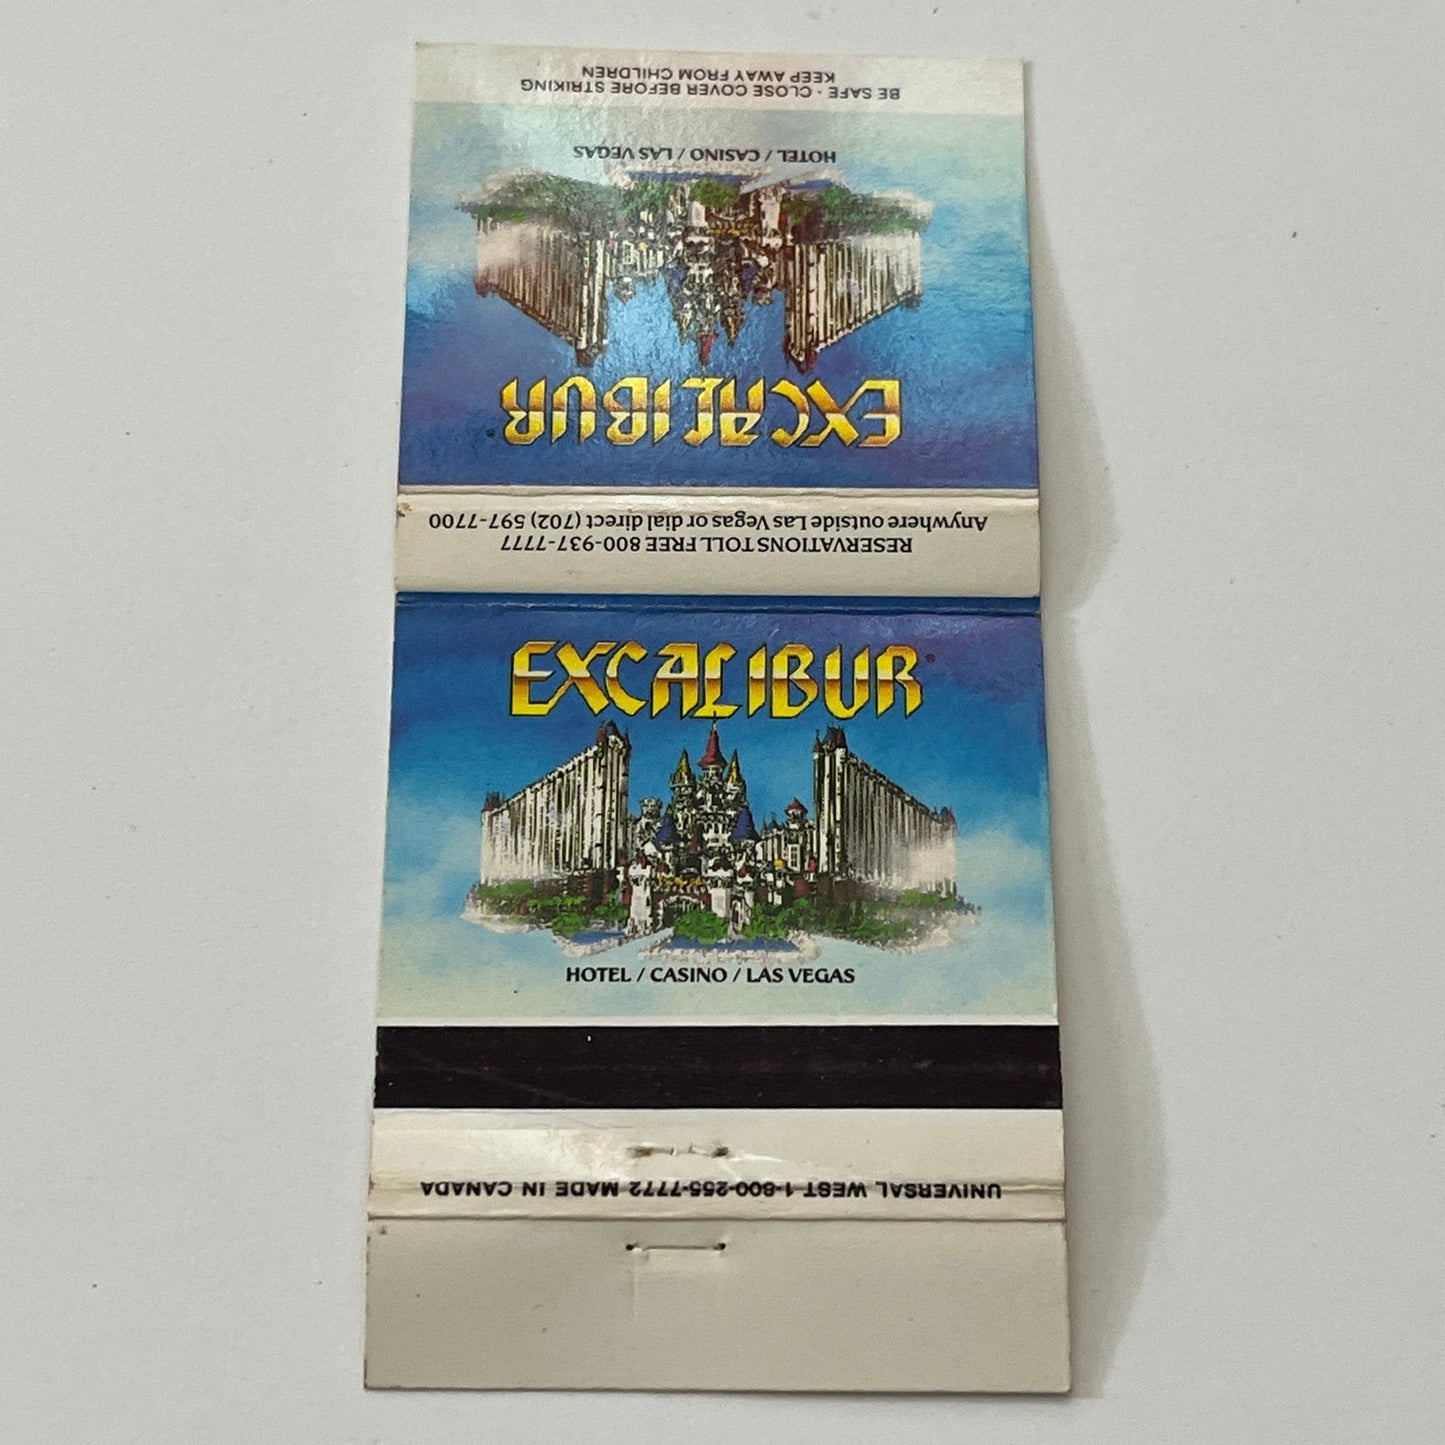 BE SAFE - CLOSE COVER BEFORE STRIKING
KEEP AWAY FROM CHILDREN
HOTEL / CASINO / LAS VEGAS
EXCALIBUR®
RESERVATIONS TOLL FREE 800-937-7777
Anywhere outside Las Vegas or dial direct (702) 597-7700
EXCALIBUR®
HOTEL / CASINO / LAS VEGAS
UNIVERSAL WEST 1-800-255-7772 MADE IN CANADA